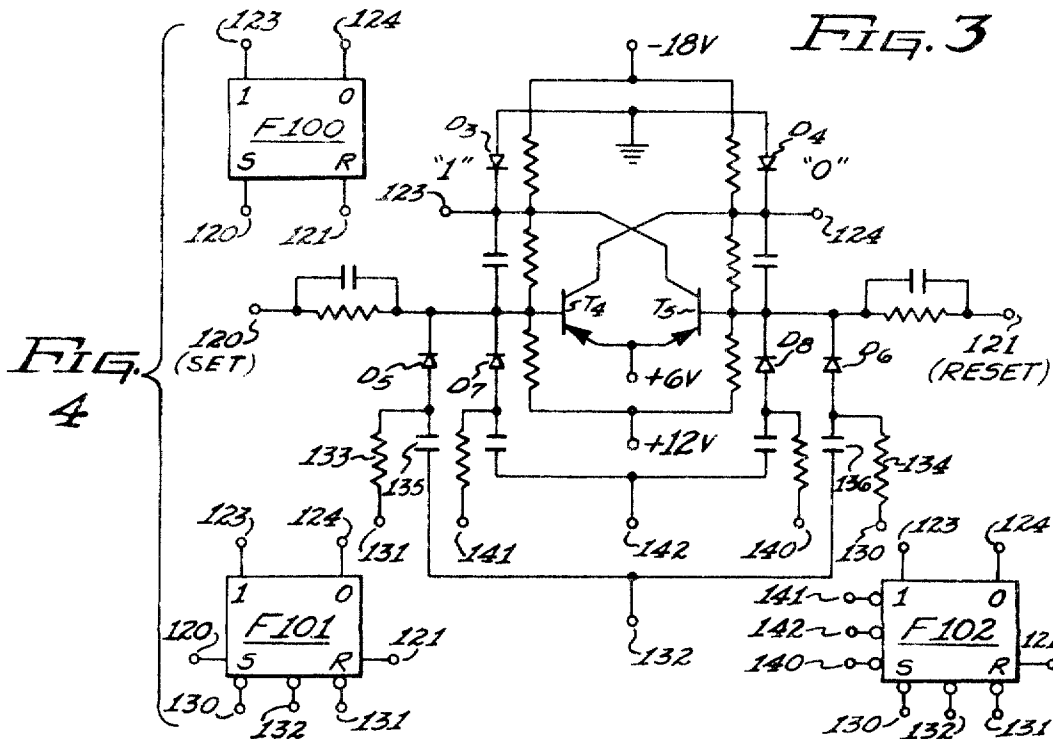 FIG. 3
FIG. 4
123
124
1 0
F100
S R
120
121
-18V
D3
D4
"1"
"0"
123
124
T4
T5
120
(SET)
121
(RESET)
D5
D7
D8
D6
+6V
+12V
133
135
136
134
131
141
142
140
130
132
123
124
1 0
F101
S R
120
121
130
132
131
123
124
141
142
140
1 0
F102
S R
121
130
132
131